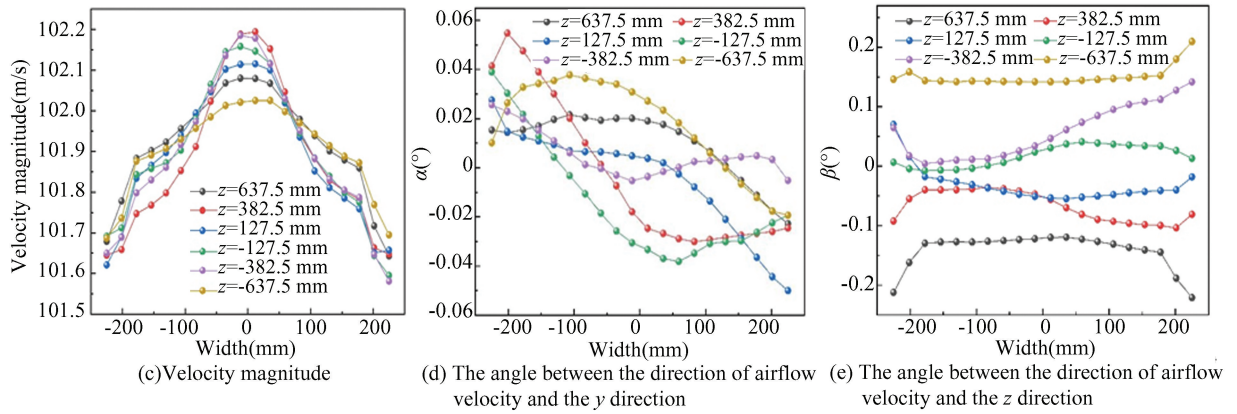 102.2
102.1
102.0
101.9
101.8
101.7
101.6
101.5
Velocity magnitude(m/s)
z=637.5 mm
z=382.5 mm
z=127.5 mm
z=-127.5 mm
z=-382.5 mm
z=-637.5 mm
-200 -100 0 100 200
Width(mm)
(c)Velocity magnitude
0.06
0.04
0.02
0
-0.02
-0.04
-0.06
α(°)
z=637.5 mm z=382.5 mm
z=127.5 mm z=-127.5 mm
z=-382.5 mm z=-637.5 mm
-200 -100 0 100 200
Width(mm)
(d) The angle between the direction of airflow
velocity and the y direction
0.2
0.1
0
-0.1
-0.2
β(°)
z=637.5 mm z=382.5 mm
z=127.5 mm z=-127.5 mm
z=-382.5 mm z=-637.5 mm
-200 -100 0 100 200
Width(mm)
(e) The angle between the direction of airflow
velocity and the z direction